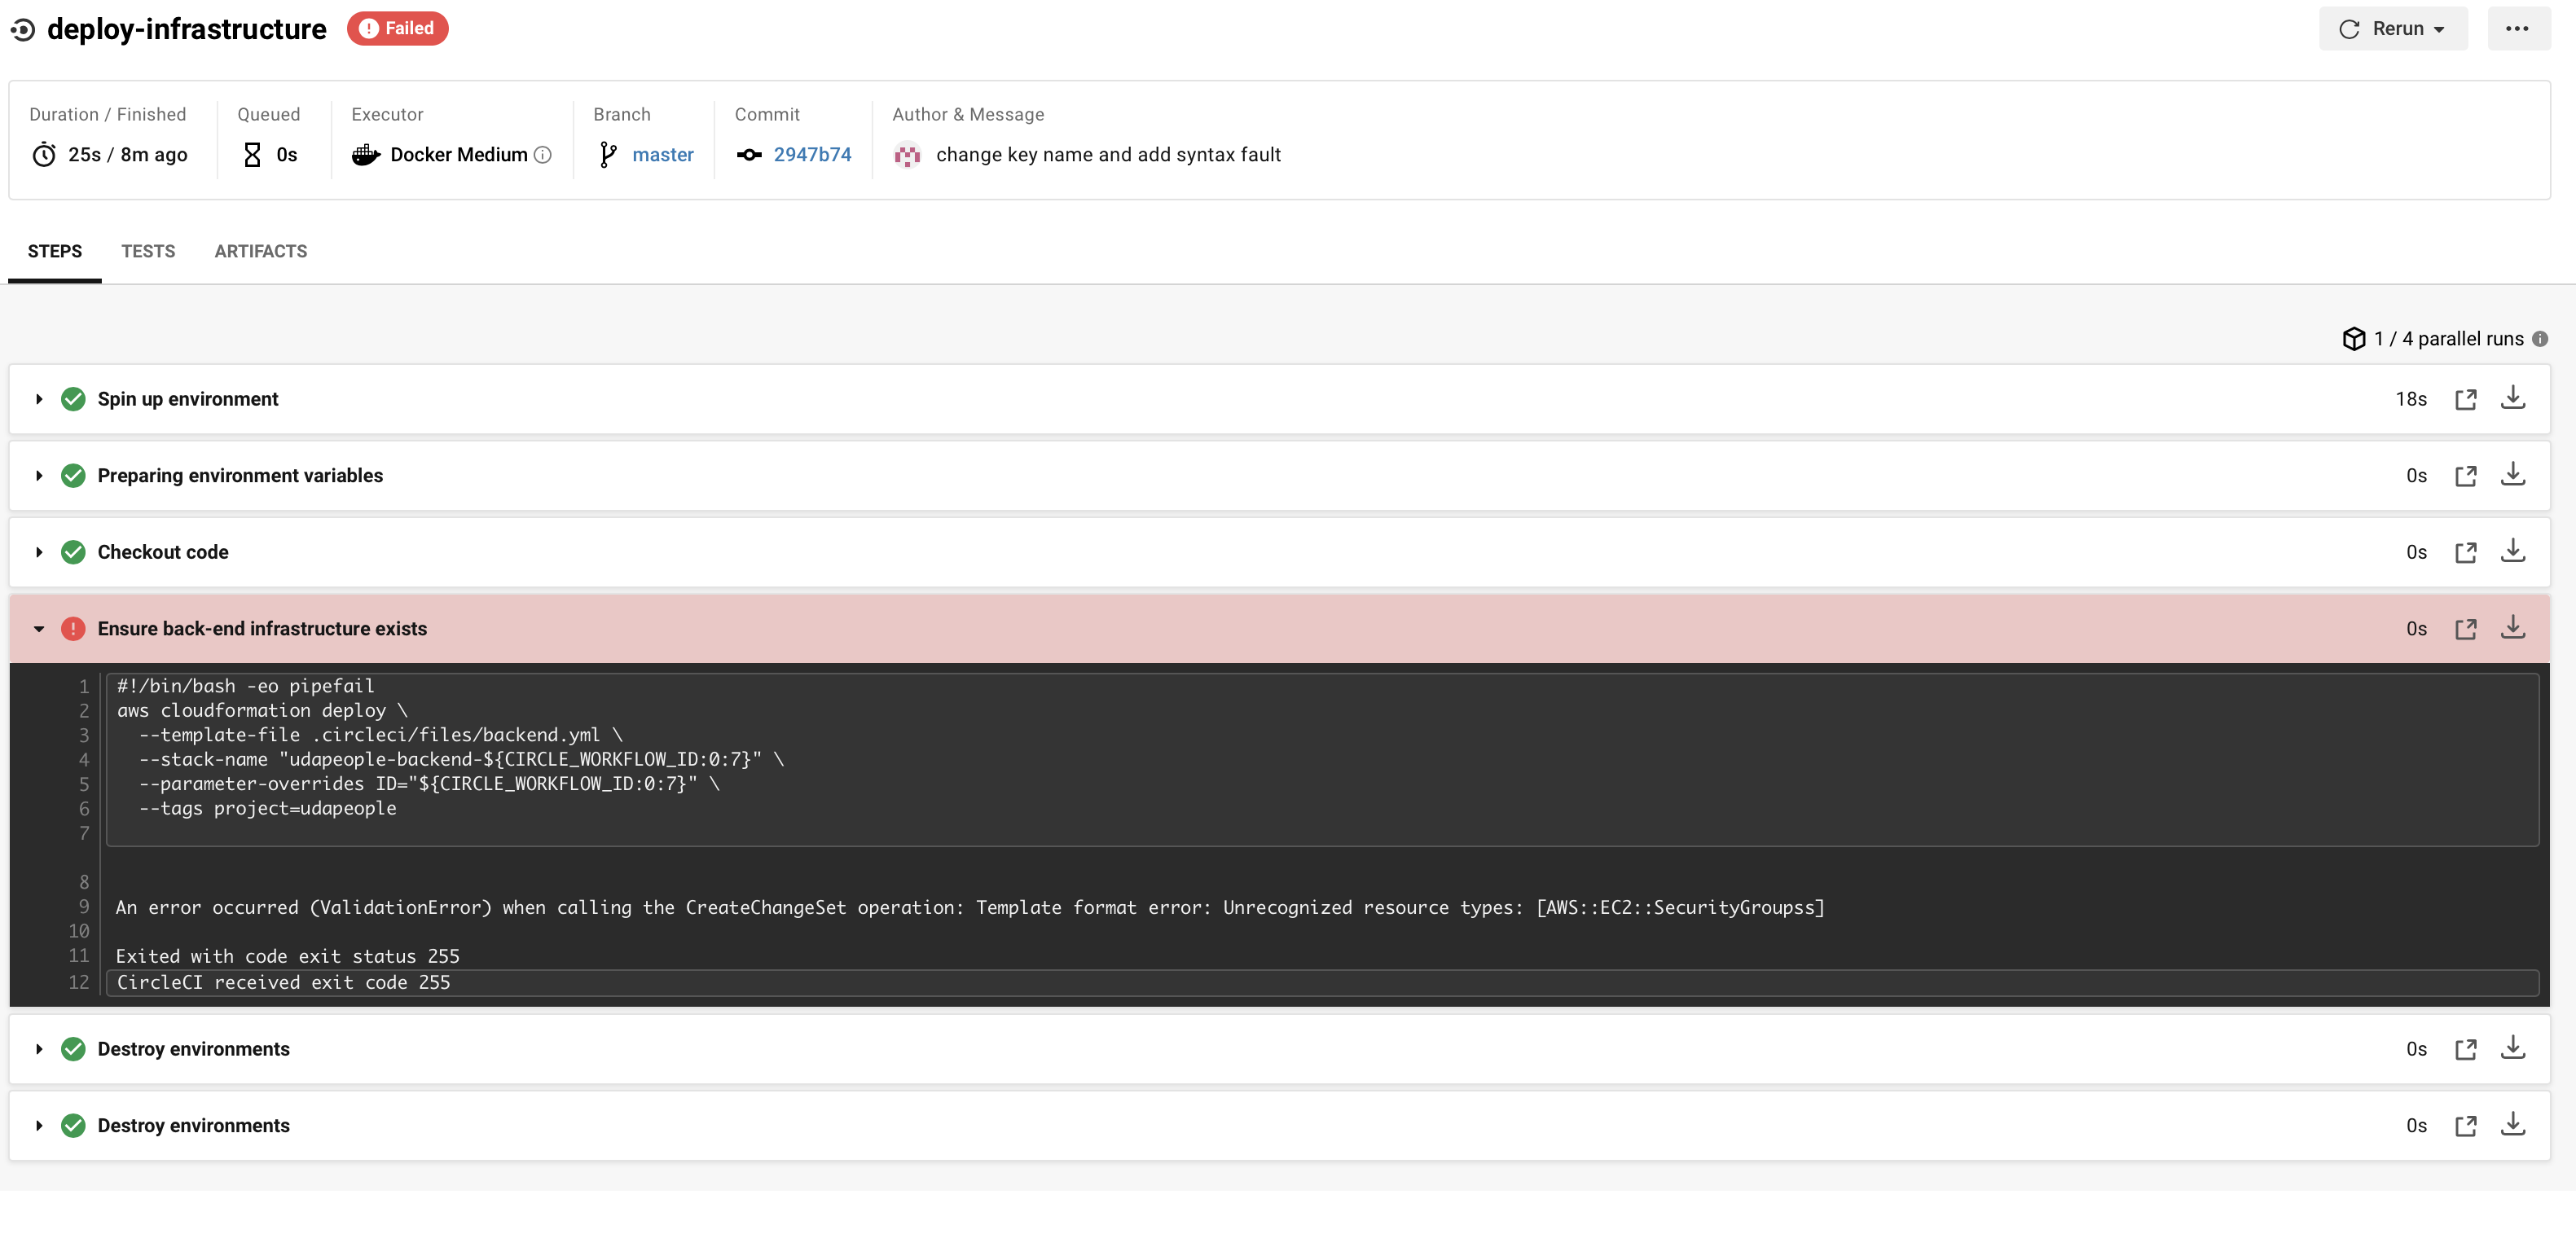 deploy-infrastructure Failed Rerun
Duration / Finished Queued Executor Branch Commit Author & Message
25s / 8m ago 0s Docker Medium master 2947b74 change key name and add syntax fault
STEPS TESTS ARTIFACTS
1 / 4 parallel runs
Spin up environment 18s
Preparing environment variables 0s
Checkout code 0s
Ensure back-end infrastructure exists 0s
1 #!/bin/bash -eo pipefail
2 aws cloudformation deploy \
3 --template-file .circleci/files/backend.yml \
4 --stack-name "udapeople-backend-${CIRCLE_WORKFLOW_ID:0:7}" \
5 --parameter-overrides ID="${CIRCLE_WORKFLOW_ID:0:7}" \
6 --tags project=udapeople
7
8
9 An error occurred (ValidationError) when calling the CreateChangeSet operation: Template format error: Unrecognized resource types: [AWS::EC2::SecurityGroupss]
10
11 Exited with code exit status 255
12 CircleCI received exit code 255
Destroy environments 0s
Destroy environments 0s